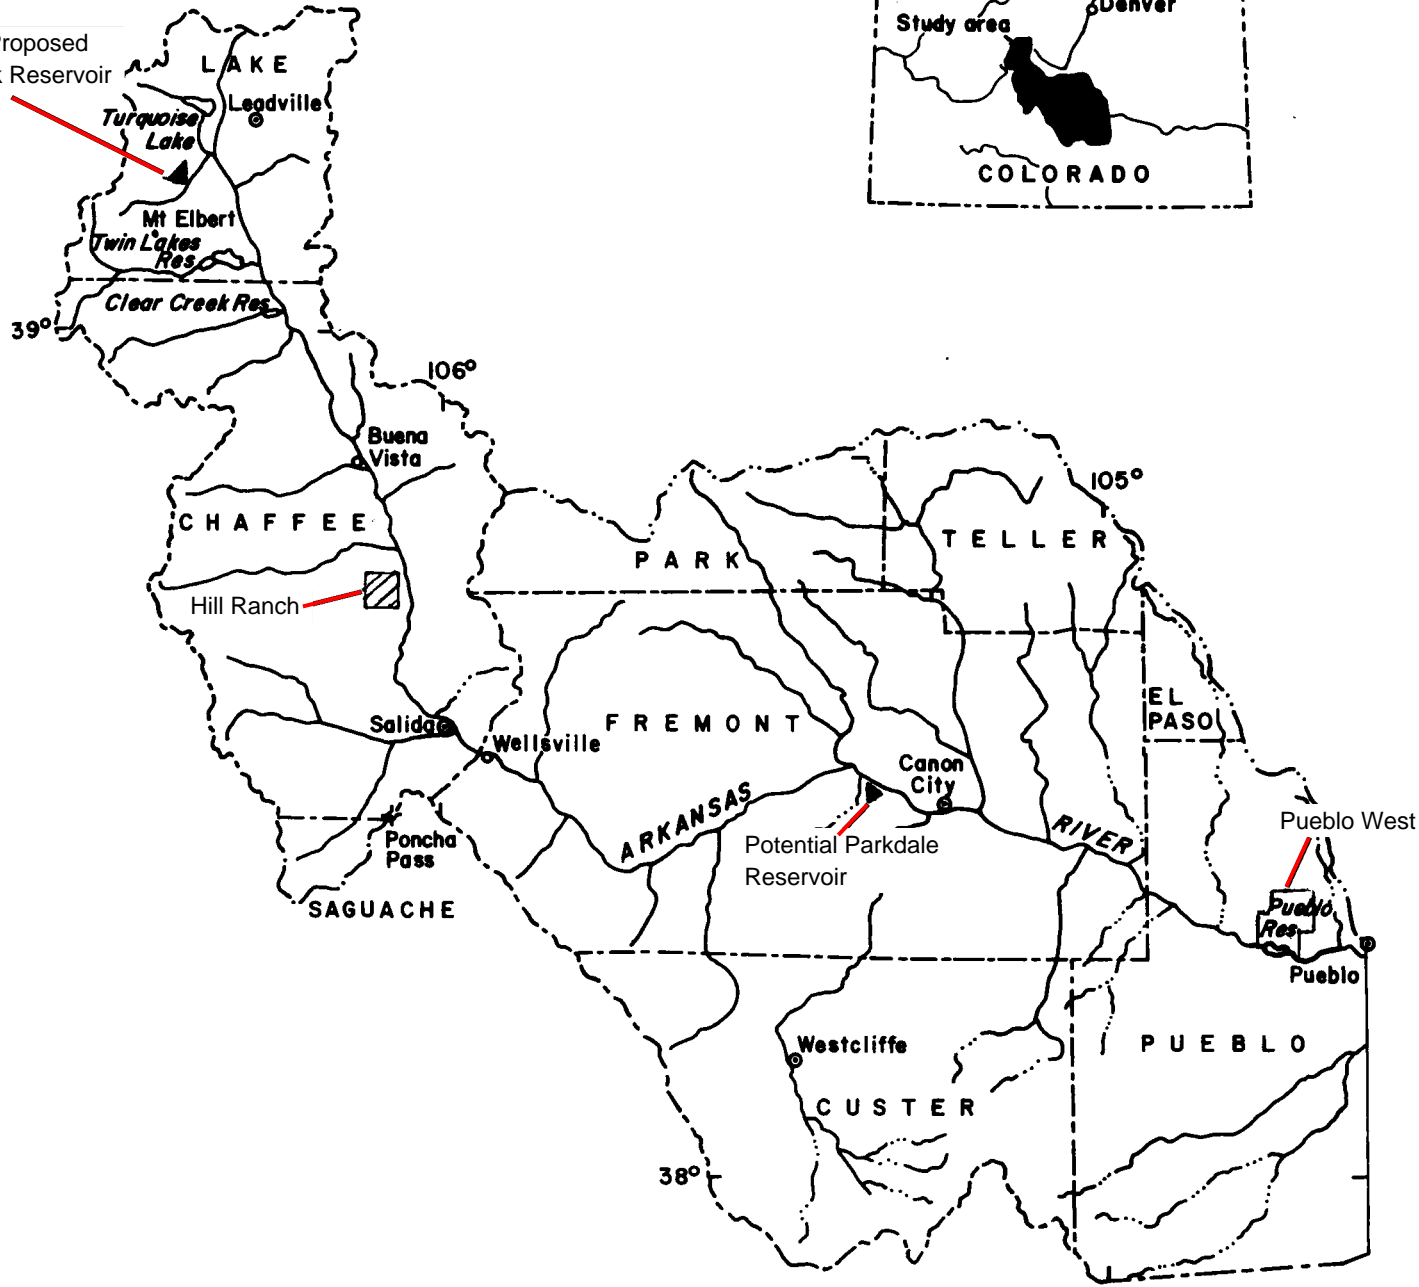 Proposed
k Reservoir
LAKE
Leadville
Turquoise
Lake
Mt Elbert
Twin Lakes
Res
Clear Creek Res
39°
106°
Buena
Vista
CHAFFEE
Hill Ranch
Salida
Wellsville
Poncha
Pass
SAGUACHE
Denver
Study area
COLORADO
105°
PARK
TELLER
FREMONT
EL
PASO
Canon
City
ARKANSAS
RIVER
Potential Parkdale
Reservoir
Pueblo West
Pueblo
Res
Pueblo
PUEBLO
Westcliffe
CUSTER
38°